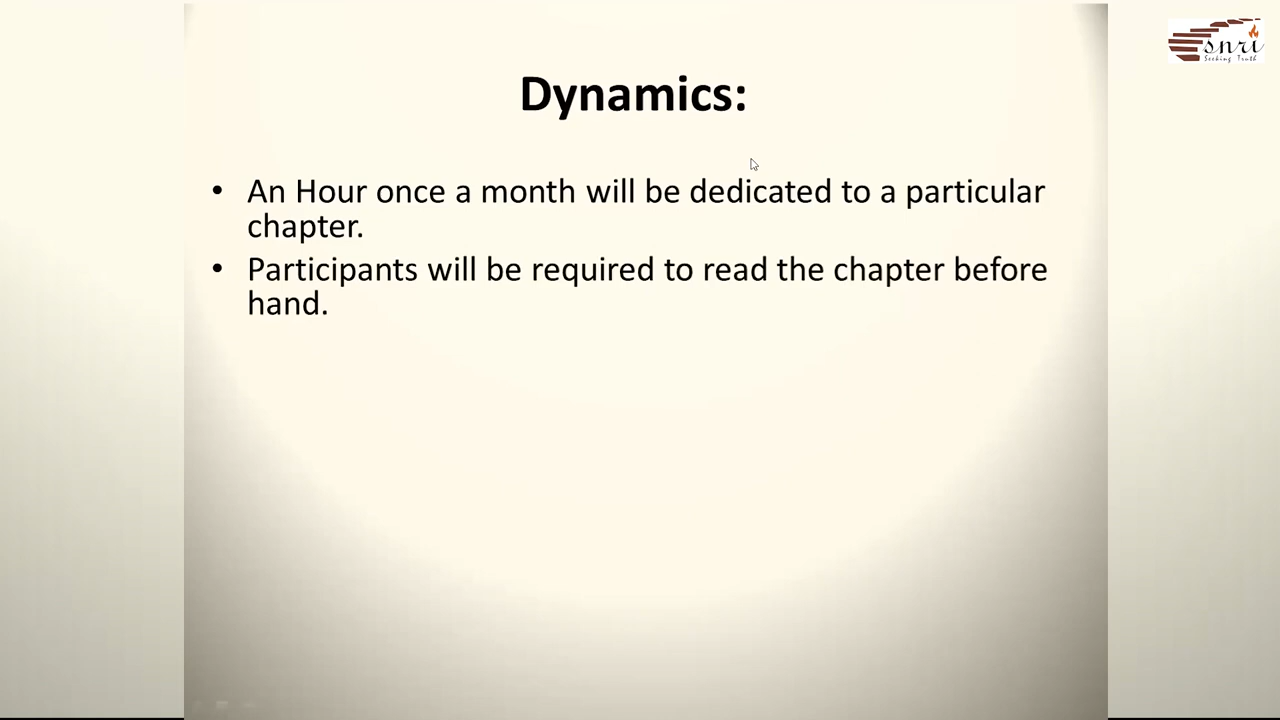 snri
Seeking Truth
Dynamics:
• An Hour once a month will be dedicated to a particular
chapter.
• Participants will be required to read the chapter before
hand.